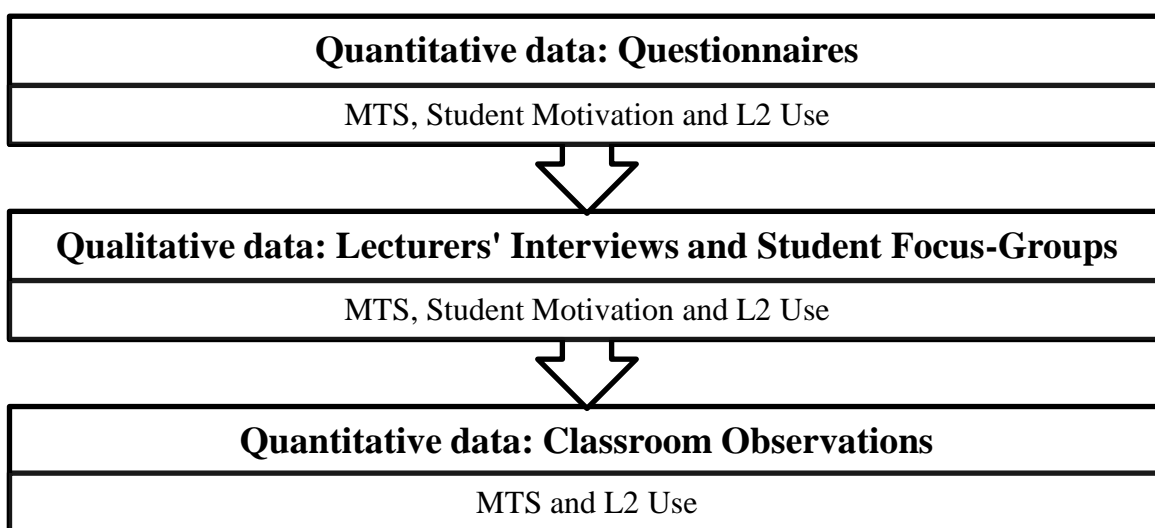 Quantitative data: Questionnaires
MTS, Student Motivation and L2 Use
Qualitative data: Lecturers' Interviews and Student Focus-Groups
MTS, Student Motivation and L2 Use
Quantitative data: Classroom Observations
MTS and L2 Use